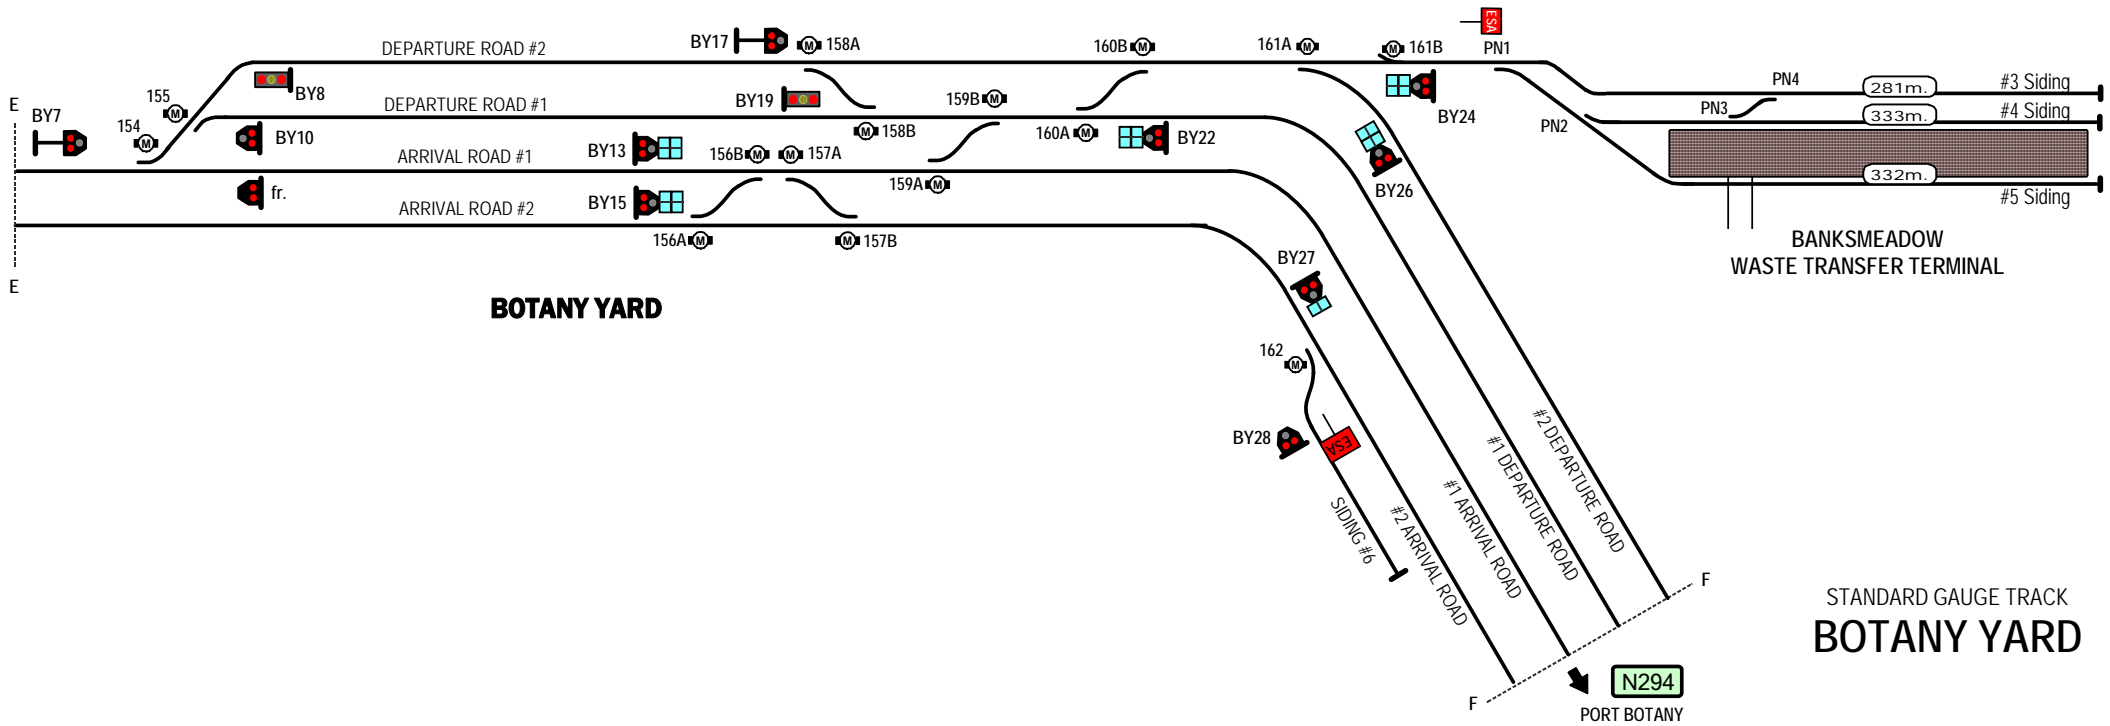 ESA
BY17
158A
160B
161A
161B
PN1
DEPARTURE ROAD #2
BY8
BY19
BY24
PN4
281m.
#3 Siding
E
BY7
155
154
DEPARTURE ROAD #1
159B
PN3
333m.
#4 Siding
PN2
BY10
158B
160A
BY22
ARRIVAL ROAD #1
BY13
156B
157A
159A
BY26
332m.
#5 Siding
fr.
ARRIVAL ROAD #2
BY15
156A
157B
BANKSMEADOW
WASTE TRANSFER TERMINAL
E
BOTANY YARD
BY27
162
BY28
ESA
SIDING #6
#2 ARRIVAL ROAD
#1 ARRIVAL ROAD
#1 DEPARTURE ROAD
#2 DEPARTURE ROAD
F
F
STANDARD GAUGE TRACK
BOTANY YARD
N294
PORT BOTANY
M
M
M
M
M
M
M
M
M
M
M
M
M
M